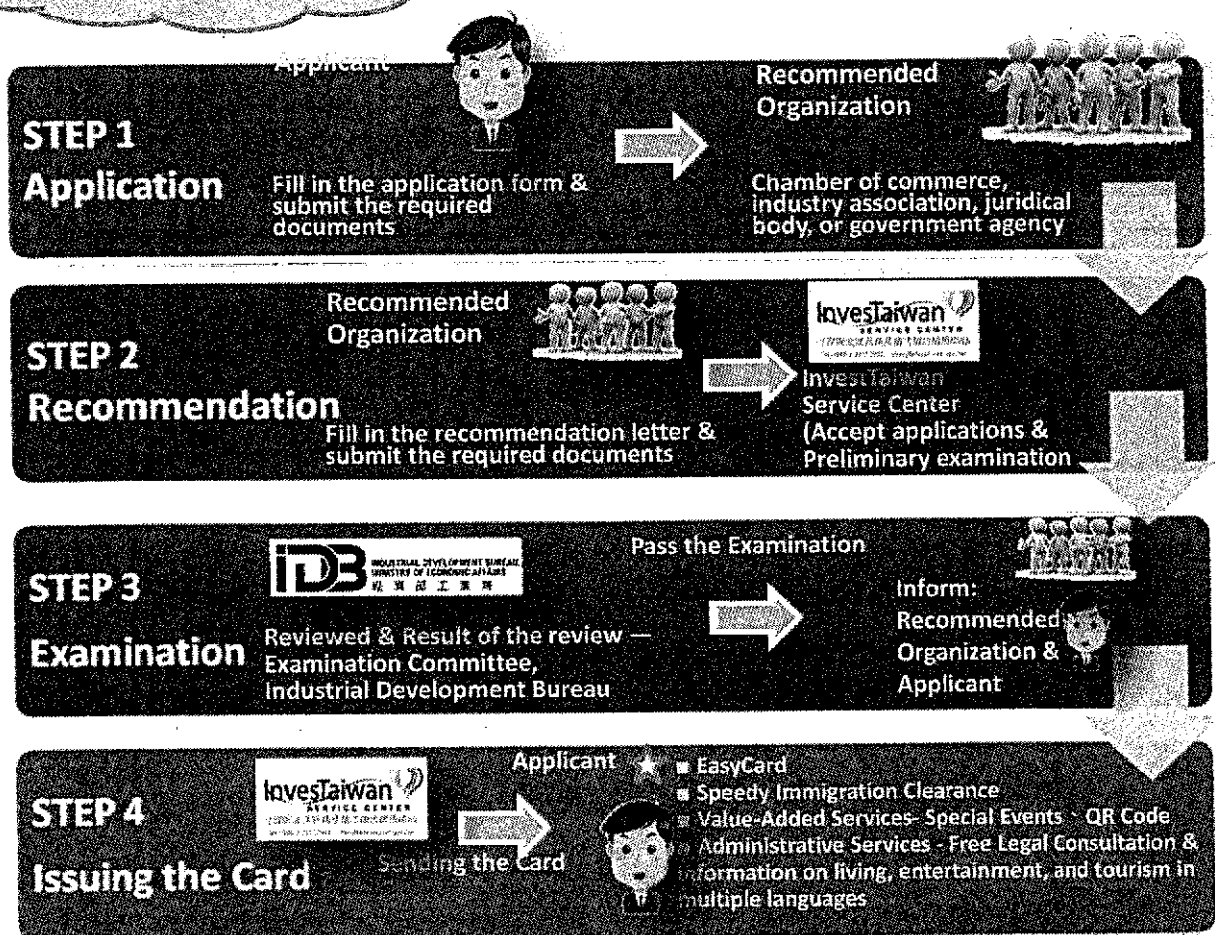 Applicant
STEP 1
Application
Fill in the application form &
submit the required
documents
Recommended
Organization
Chamber of commerce,
industry association, juridical
body, or government agency
STEP 2
Recommendation
Recommended
Organization
Fill in the recommendation letter &
submit the required documents
InvesTaiwan
SERVICE CENTER
InvesTaiwan
Service Center
(Accept applications &
Preliminary examination
STEP 3
Examination
iDB
INDUSTRIAL DEVELOPMENT BUREAU,
MINISTRY OF ECONOMIC AFFAIRS
經濟部工業局
Reviewed & Result of the review —
Examination Committee,
Industrial Development Bureau
Pass the Examination
Inform:
Recommended
Organization &
Applicant
STEP 4
Issuing the Card
InvesTaiwan
SERVICE CENTER
Sending the Card
Applicant
EasyCard
Speedy Immigration Clearance
Value-Added Services- Special Events、QR Code
Administrative Services - Free Legal Consultation &
information on living, entertainment, and tourism in
multiple languages